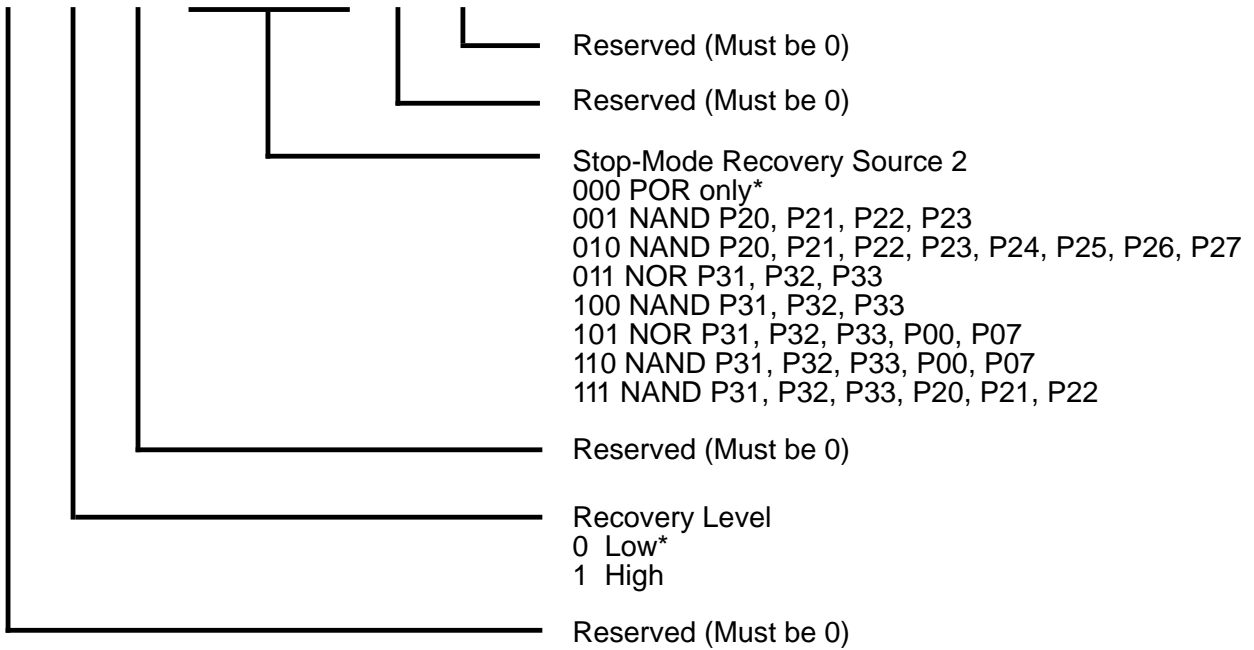 Reserved (Must be 0)
Reserved (Must be 0)
Stop-Mode Recovery Source 2
000 POR only*
001 NAND P20, P21, P22, P23
010 NAND P20, P21, P22, P23, P24, P25, P26, P27
011 NOR P31, P32, P33
100 NAND P31, P32, P33
101 NOR P31, P32, P33, P00, P07
110 NAND P31, P32, P33, P00, P07
111 NAND P31, P32, P33, P20, P21, P22
Reserved (Must be 0)
Recovery Level
0 Low*
1 High
Reserved (Must be 0)